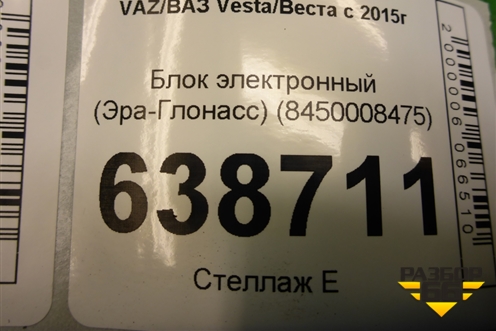 VAZ/ВАЗ Vesta/Веста с 2015г
Блок электронный
(Эра-Глонасс) (8450008475)
638711
Стеллаж Е
2000006066510
РАЗБОР